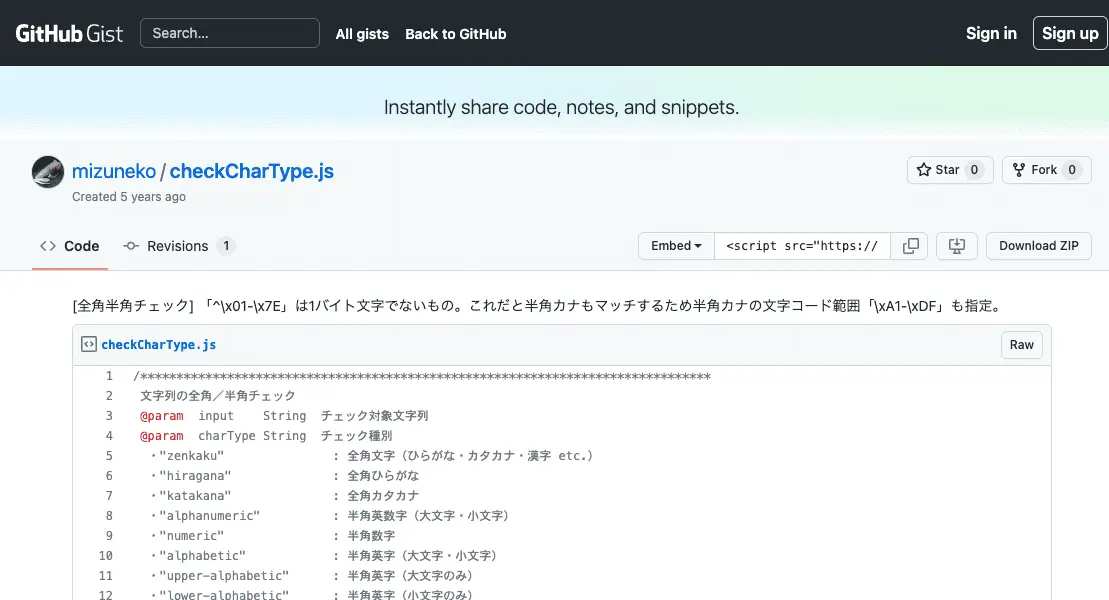 GitHub Gist Search... All gists Back to GitHub Sign in Sign up
Instantly share code, notes, and snippets.
mizuneko / checkCharType.js Star 0 Fork 0
Created 5 years ago
Code Revisions 1 Embed <script src="https:// Download ZIP
[全角半角チェック] 「^\x01-\x7E」は1バイト文字でないもの。これだと半角カナもマッチするため半角カナの文字コード範囲「\xA1-\xDF」も指定。
checkCharType.js Raw
1 /*******************************************************************************
2 文字列の全角／半角チェック
3 @param input String チェック対象文字列
4 @param charType String チェック種別
5 ・"zenkaku" : 全角文字（ひらがな・カタカナ・漢字 etc.）
6 ・"hiragana" : 全角ひらがな
7 ・"katakana" : 全角カタカナ
8 ・"alphanumeric" : 半角英数字（大文字・小文字）
9 ・"numeric" : 半角数字
10 ・"alphabetic" : 半角英字（大文字・小文字）
11 ・"upper-alphabetic" : 半角英字（大文字のみ）
12 ・"lower-alphabetic" : 半角英字（小文字のみ）